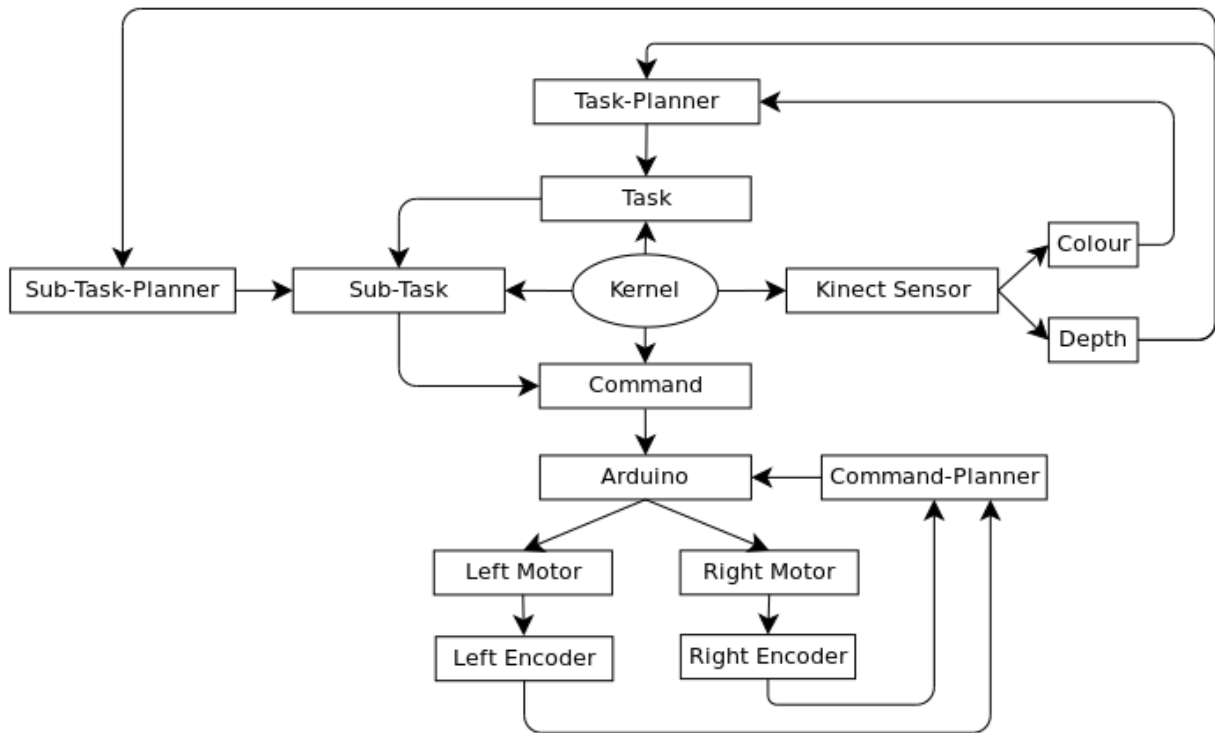 Task-Planner
Task
Colour
Sub-Task-Planner
Sub-Task
Kernel
Kinect Sensor
Depth
Command
Arduino
Command-Planner
Left Motor
Right Motor
Left Encoder
Right Encoder